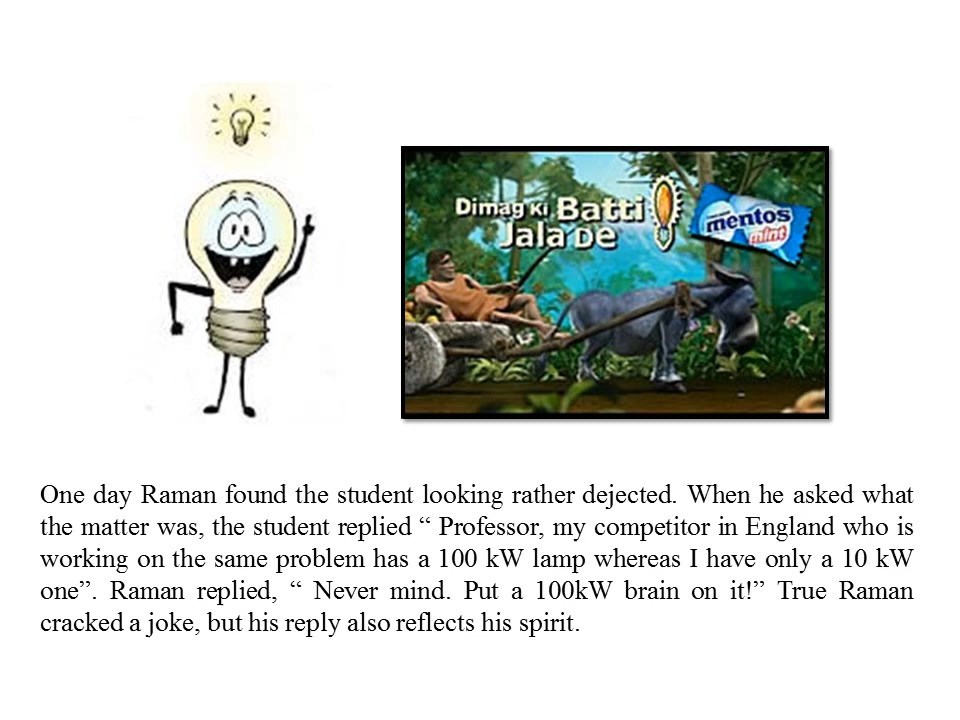 Dimag Ki Batti
Jala De
mentos
mint
One day Raman found the student looking rather dejected. When he asked what
the matter was, the student replied “ Professor, my competitor in England who is
working on the same problem has a 100 kW lamp whereas I have only a 10 kW
one”. Raman replied, “ Never mind. Put a 100kW brain on it!” True Raman
cracked a joke, but his reply also reflects his spirit.